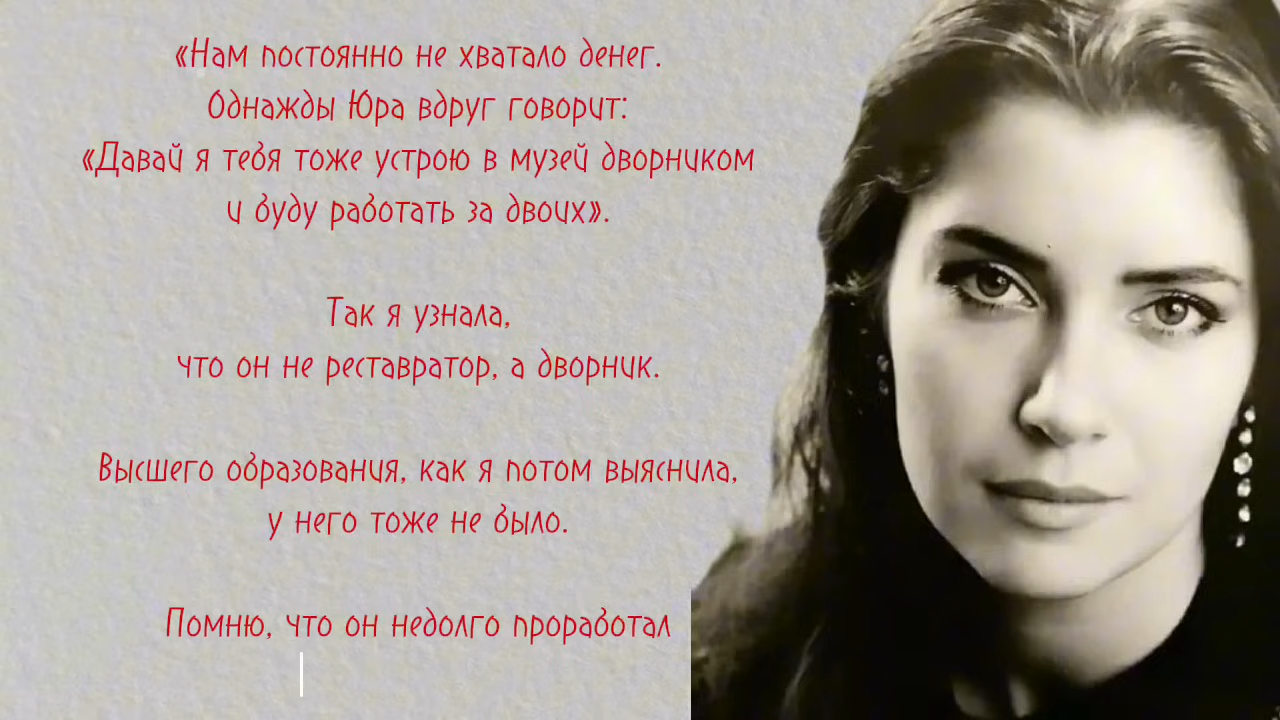 «Нам постоянно не хватало денег.
Однажды Юра вдруг говорит:
«Давай я тебя тоже устрою в музей дворником
и буду работать за двоих».
Так я узнала,
что он не реставратор, а дворник.
Высшего образования, как я потом выяснила,
у него тоже не было.
Помню, что он недолго проработал